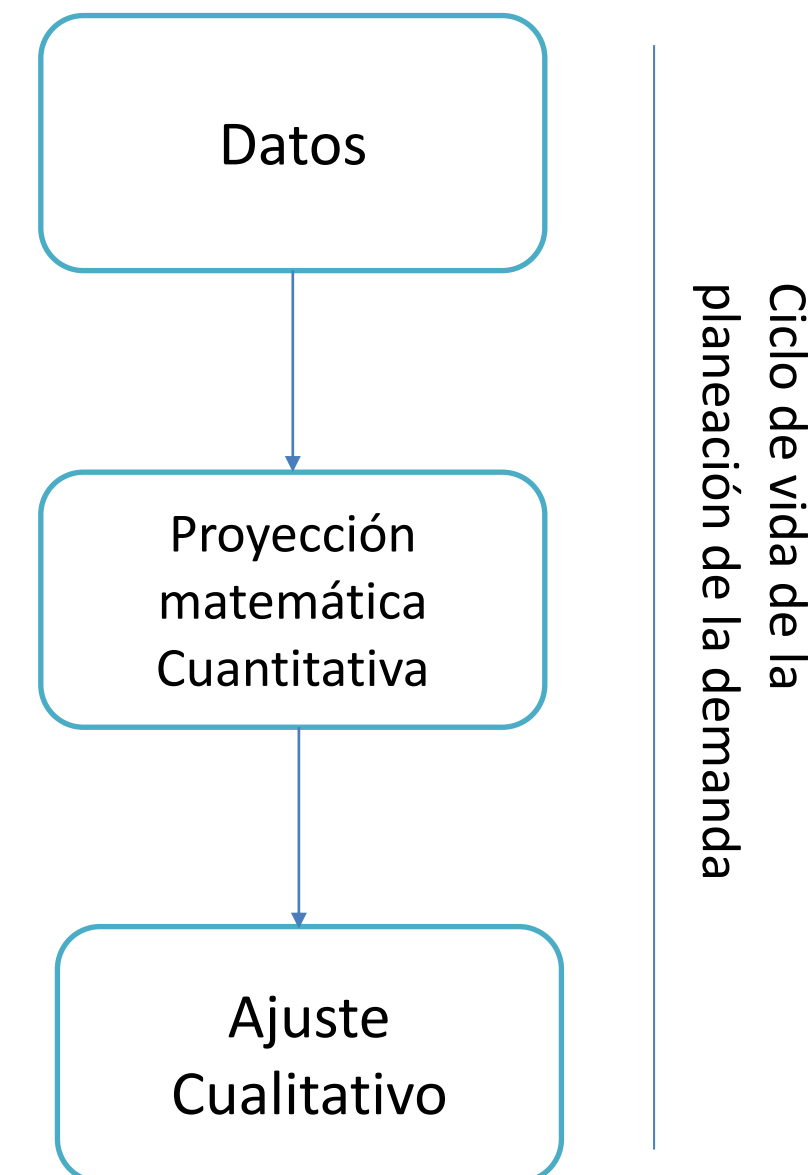 Datos
Proyección
matemática
Cuantitativa
Ajuste
Cualitativo
Ciclo de vida de la
planeación de la demanda